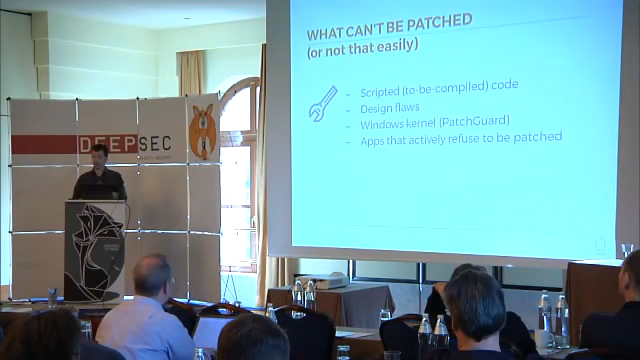 WHAT CAN'T BE PATCHED
(or not that easily)
- Scripted (to-be-compiled) code
- Design flaws
- Windows kernel (PatchGuard)
- Apps that actively refuse to be patched
DEEPSEC